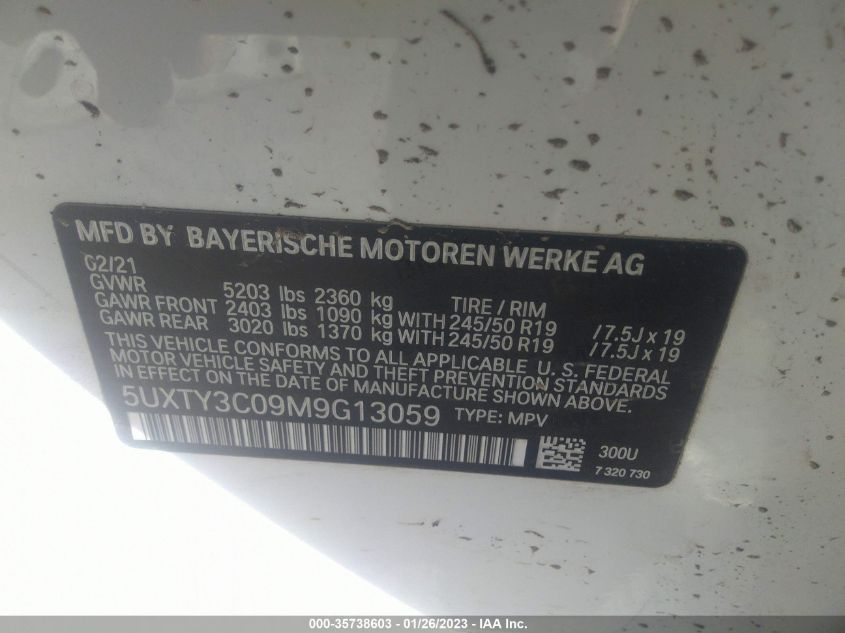 MFD BY BAYERISCHE MOTOREN WERKE AG
02/21
GVWR 5203 lbs 2360 kg TIRE / RIM
GAWR FRONT 2403 lbs 1090 kg WITH 245/50 R19 / 7.5J x 19
GAWR REAR 3020 lbs 1370 kg WITH 245/50 R19 / 7.5J x 19
THIS VEHICLE CONFORMS TO ALL APPLICABLE U. S. FEDERAL
MOTOR VEHICLE SAFETY AND THEFT PREVENTION STANDARDS
IN EFFECT ON THE DATE OF MANUFACTURE SHOWN ABOVE.
5UXTY3C09M9G13059 TYPE: MPV
300U
7 320 730
000-35738603 - 01/26/2023 - IAA Inc.